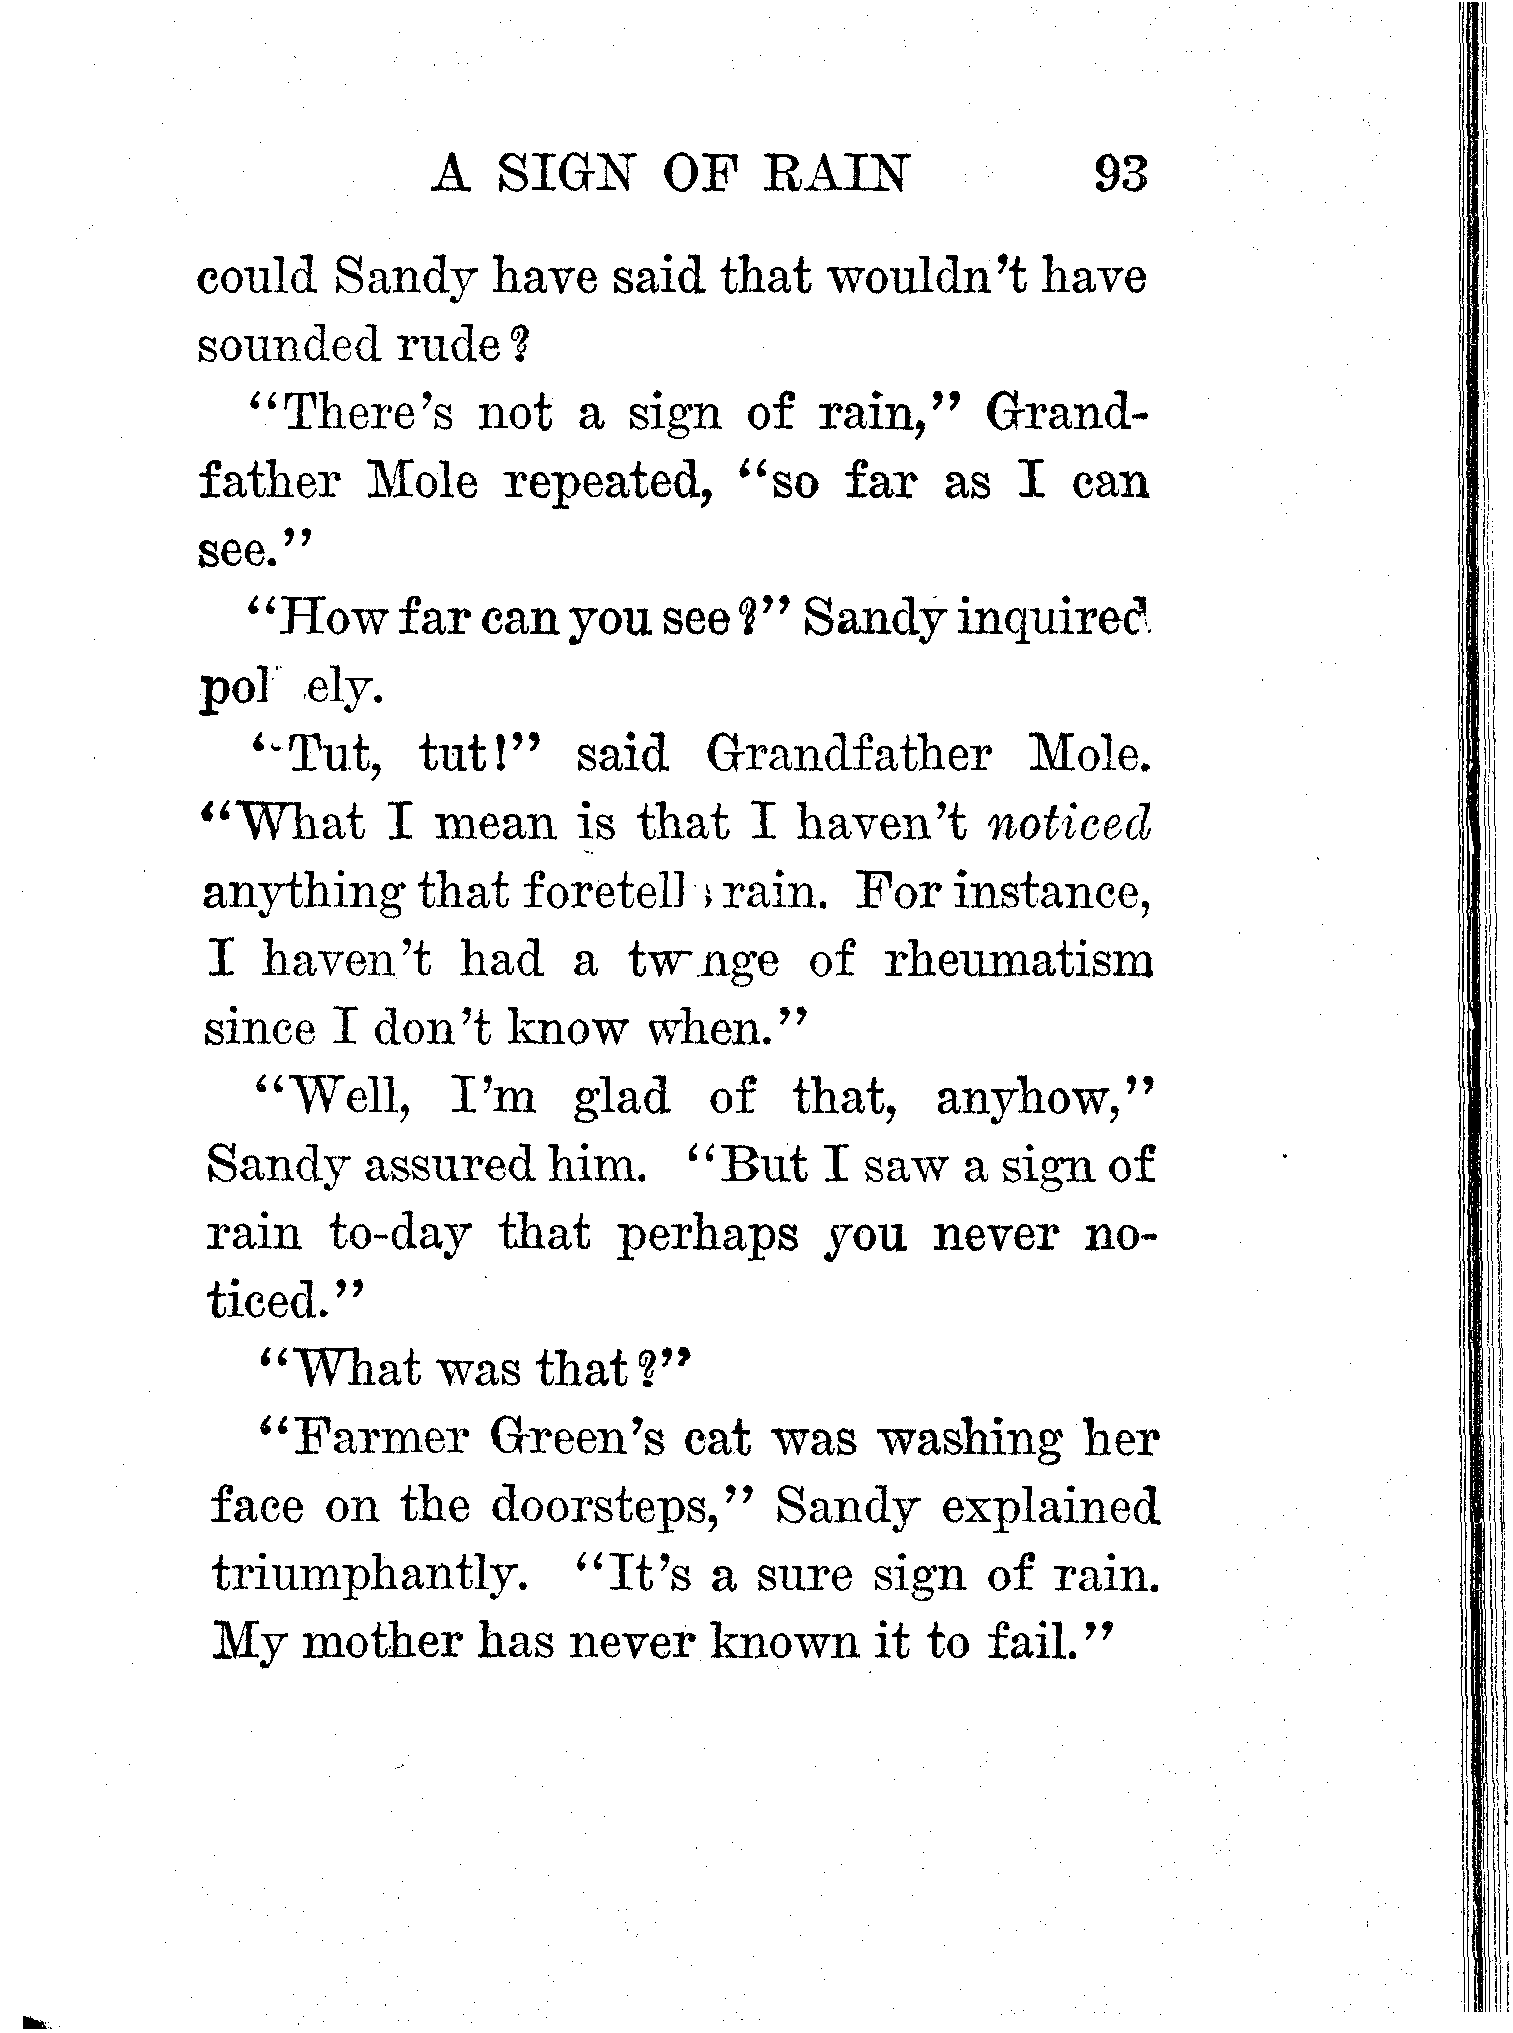 A SIGN OF RAIN 93
could Sandy have said that wouldn't have
sounded rude?
"There's not a sign of rain," Grand-
father Mole repeated, "so far as I can
see."
"How far can you see?" Sandy inquired
politely.
"Tut, tut!" said Grandfather Mole.
"What I mean is that I haven't noticed
anything that foretells rain. For instance,
I haven't had a twinge of rheumatism
since I don't know when."
"Well, I'm glad of that, anyhow,"
Sandy assured him. "But I saw a sign of
rain to-day that perhaps you never no-
ticed."
"What was that?"
"Farmer Green's cat was washing her
face on the doorsteps," Sandy explained
triumphantly. "It's a sure sign of rain.
My mother has never known it to fail."